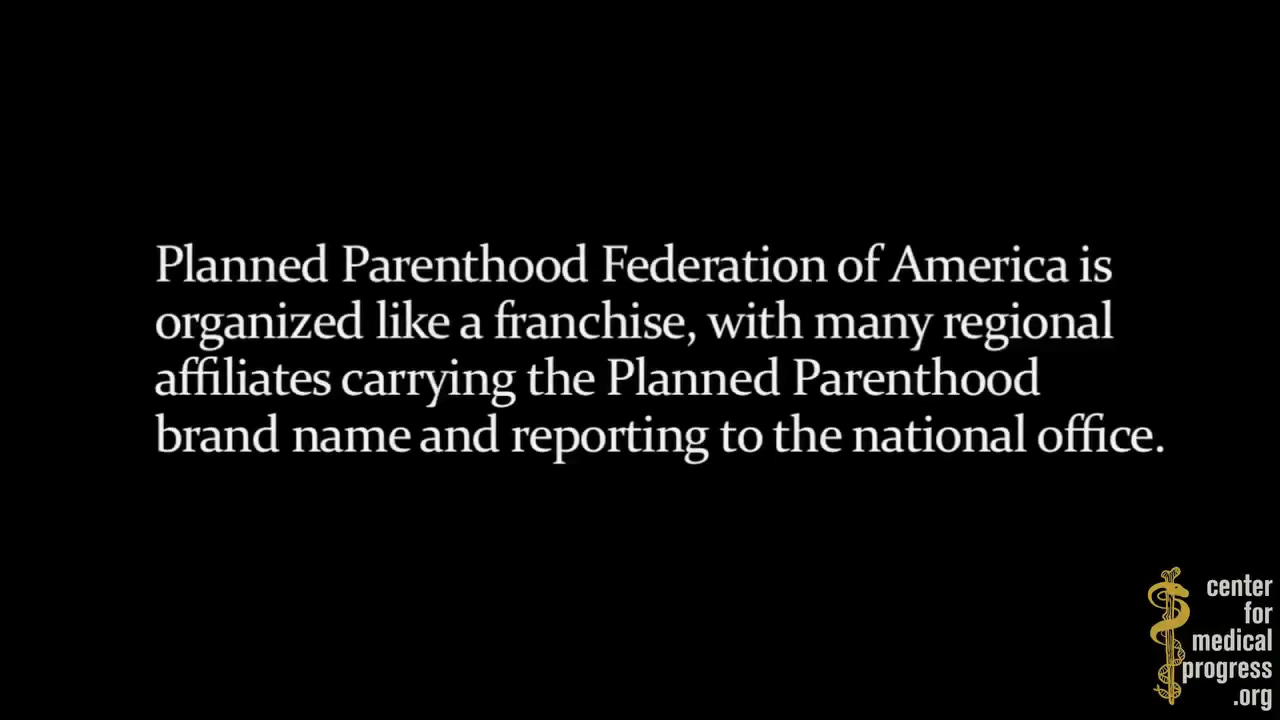 Planned Parenthood Federation of America is
organized like a franchise, with many regional
affiliates carrying the Planned Parenthood
brand name and reporting to the national office.
center
for
medical
progress
.org